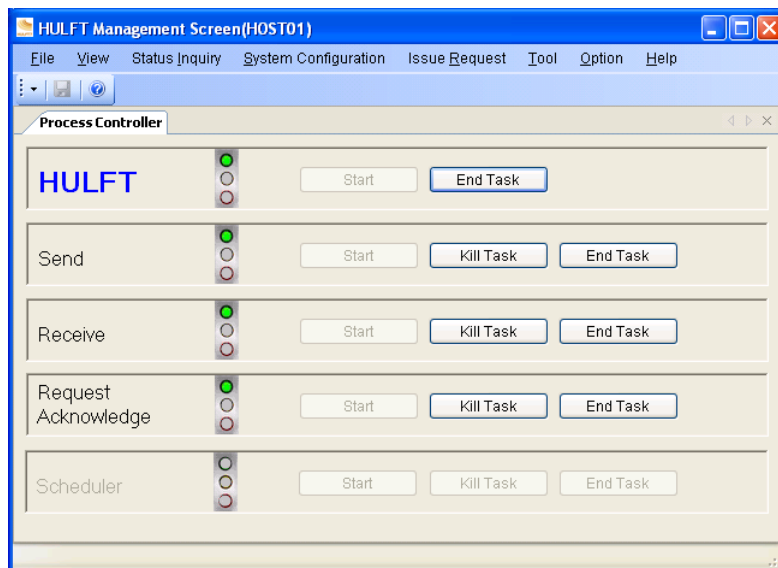 HULFT Management Screen(HOST01)
File View Status Inquiry System Configuration Issue Request Tool Option Help
Process Controller
HULFT Start End Task
Send Start Kill Task End Task
Receive Start Kill Task End Task
Request
Acknowledge Start Kill Task End Task
Scheduler Start Kill Task End Task